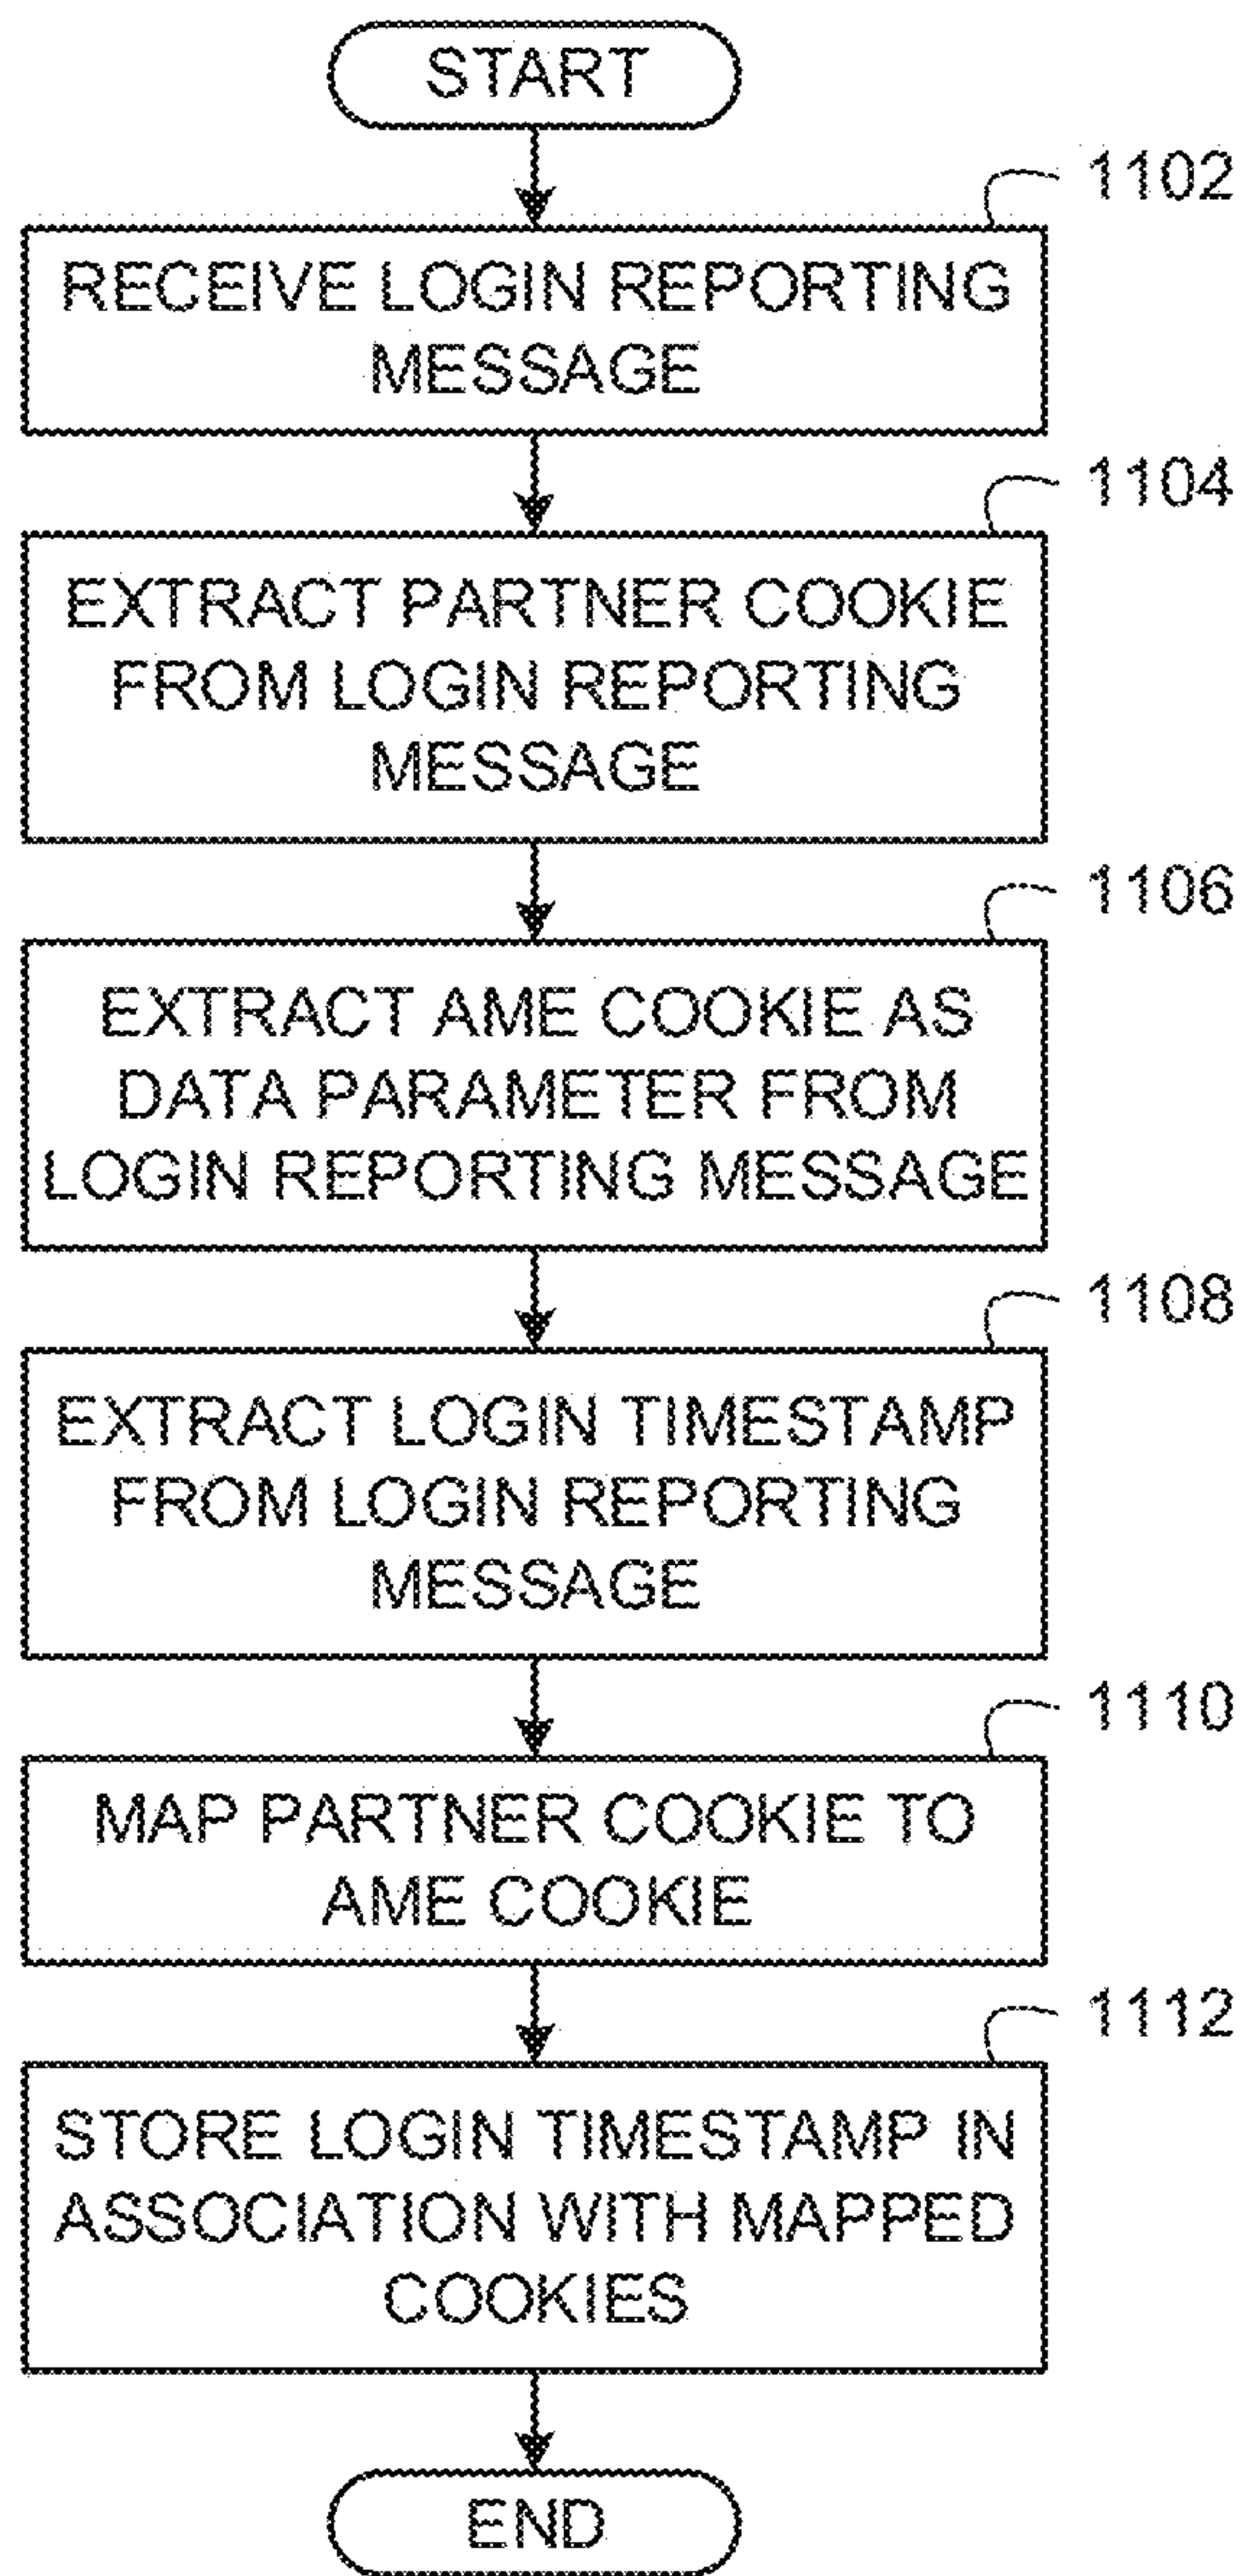 START
1102
RECEIVE LOGIN REPORTING
MESSAGE
1104
EXTRACT PARTNER COOKIE
FROM LOGIN REPORTING
MESSAGE
1106
EXTRACT AME COOKIE AS
DATA PARAMETER FROM
LOGIN REPORTING MESSAGE
1108
EXTRACT LOGIN TIMESTAMP
FROM LOGIN REPORTING
MESSAGE
1110
MAP PARTNER COOKIE TO
AME COOKIE
1112
STORE LOGIN TIMESTAMP IN
ASSOCIATION WITH MAPPED
COOKIES
END